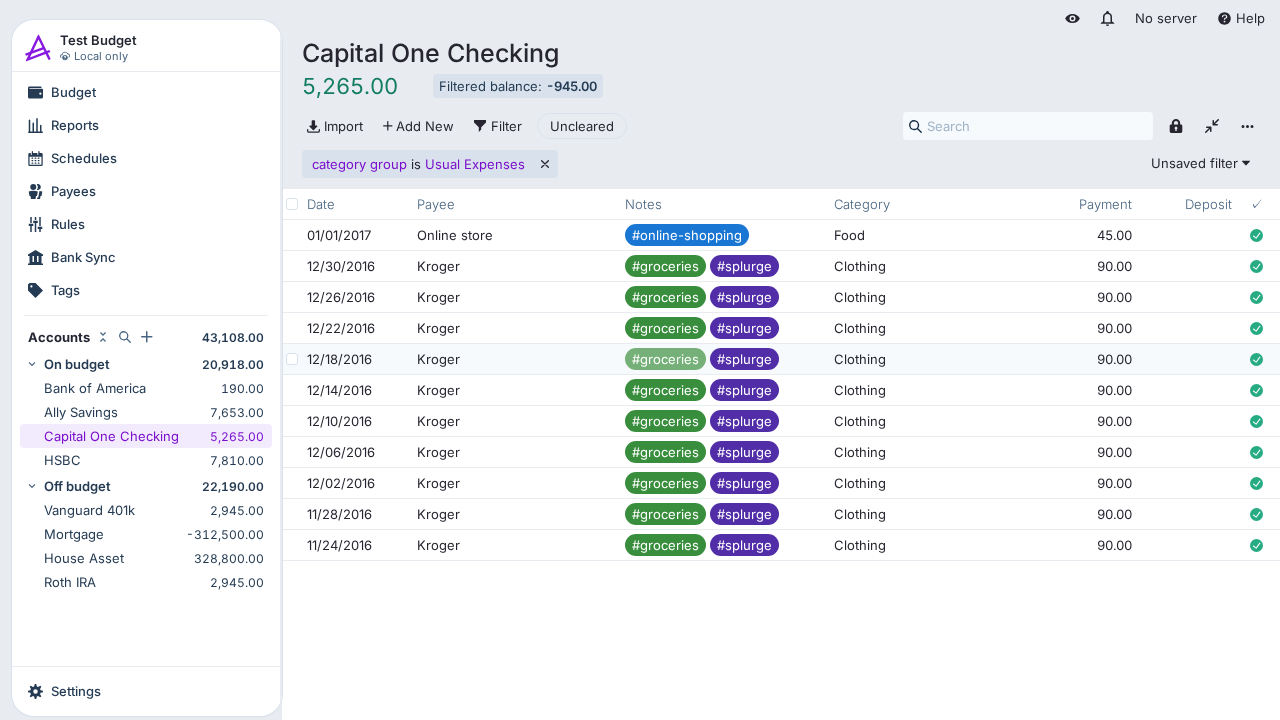 Test Budget
Local only
Budget
Reports
Schedules
Payees
Rules
Bank Sync
Tags
Accounts 43,108.00
On budget 20,918.00
Bank of America 190.00
Ally Savings 7,653.00
Capital One Checking 5,265.00
HSBC 7,810.00
Off budget 22,190.00
Vanguard 401k 2,945.00
Mortgage -312,500.00
House Asset 328,800.00
Roth IRA 2,945.00
Settings
No server Help
Capital One Checking
5,265.00 Filtered balance: -945.00
Import Add New Filter Uncleared Search
category group is Usual Expenses Unsaved filter
Date Payee Notes Category Payment Deposit
01/01/2017 Online store #online-shopping Food 45.00
12/30/2016 Kroger #groceries #splurge Clothing 90.00
12/26/2016 Kroger #groceries #splurge Clothing 90.00
12/22/2016 Kroger #groceries #splurge Clothing 90.00
12/18/2016 Kroger #groceries #splurge Clothing 90.00
12/14/2016 Kroger #groceries #splurge Clothing 90.00
12/10/2016 Kroger #groceries #splurge Clothing 90.00
12/06/2016 Kroger #groceries #splurge Clothing 90.00
12/02/2016 Kroger #groceries #splurge Clothing 90.00
11/28/2016 Kroger #groceries #splurge Clothing 90.00
11/24/2016 Kroger #groceries #splurge Clothing 90.00